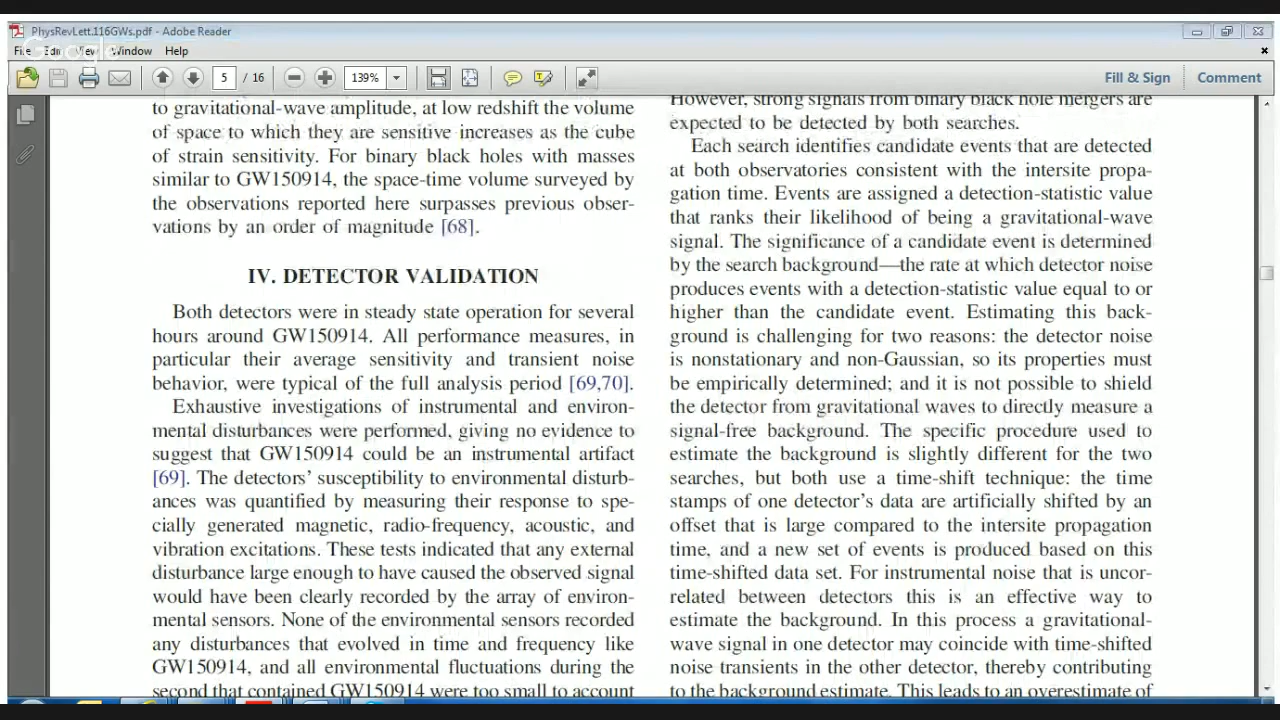 PhysRevLett.116GWs.pdf - Adobe Reader
File Edit View Window Help
Google
5 / 16
139%
Fill & Sign
Comment
to gravitational-wave amplitude, at low redshift the volume
of space to which they are sensitive increases as the cube
of strain sensitivity. For binary black holes with masses
similar to GW150914, the space-time volume surveyed by
the observations reported here surpasses previous obser-
vations by an order of magnitude [68].
IV. DETECTOR VALIDATION
Both detectors were in steady state operation for several
hours around GW150914. All performance measures, in
particular their average sensitivity and transient noise
behavior, were typical of the full analysis period [69,70].
Exhaustive investigations of instrumental and environ-
mental disturbances were performed, giving no evidence to
suggest that GW150914 could be an instrumental artifact
[69]. The detectors' susceptibility to environmental disturb-
ances was quantified by measuring their response to spe-
cially generated magnetic, radio-frequency, acoustic, and
vibration excitations. These tests indicated that any external
disturbance large enough to have caused the observed signal
would have been clearly recorded by the array of environ-
mental sensors. None of the environmental sensors recorded
any disturbances that evolved in time and frequency like
GW150914, and all environmental fluctuations during the
second that contained GW150914 were too small to account
However, strong signals from binary black hole mergers are
expected to be detected by both searches.
Each search identifies candidate events that are detected
at both observatories consistent with the intersite propa-
gation time. Events are assigned a detection-statistic value
that ranks their likelihood of being a gravitational-wave
signal. The significance of a candidate event is determined
by the search background—the rate at which detector noise
produces events with a detection-statistic value equal to or
higher than the candidate event. Estimating this back-
ground is challenging for two reasons: the detector noise
is nonstationary and non-Gaussian, so its properties must
be empirically determined; and it is not possible to shield
the detector from gravitational waves to directly measure a
signal-free background. The specific procedure used to
estimate the background is slightly different for the two
searches, but both use a time-shift technique: the time
stamps of one detector's data are artificially shifted by an
offset that is large compared to the intersite propagation
time, and a new set of events is produced based on this
time-shifted data set. For instrumental noise that is uncor-
related between detectors this is an effective way to
estimate the background. In this process a gravitational-
wave signal in one detector may coincide with time-shifted
noise transients in the other detector, thereby contributing
to the background estimate. This leads to an overestimate of